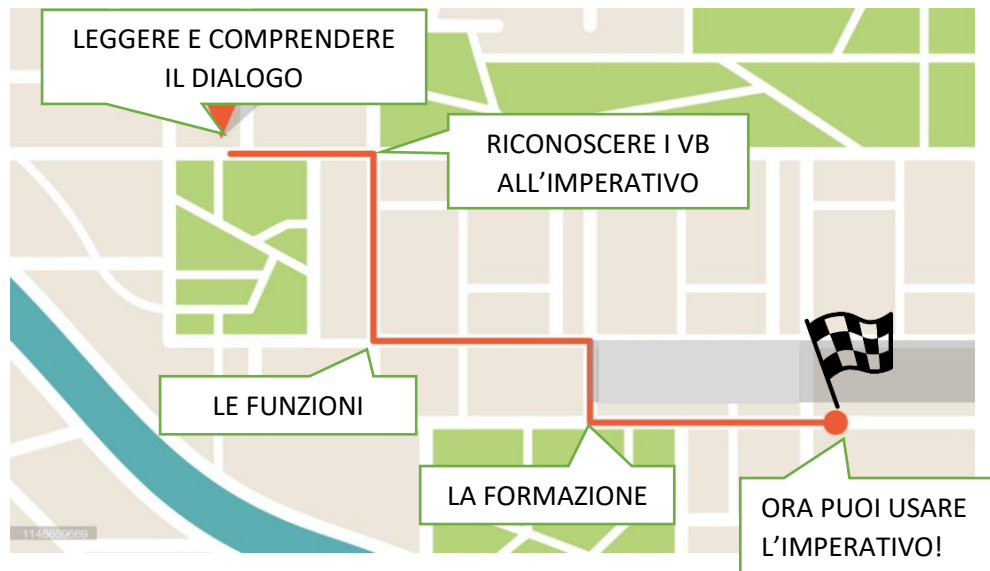 LEGGERE E COMPRENDERE
IL DIALOGO
RICONOSCERE I VB
ALL'IMPERATIVO
LE FUNZIONI
LA FORMAZIONE
ORA PUOI USARE
L'IMPERATIVO!
1148659669